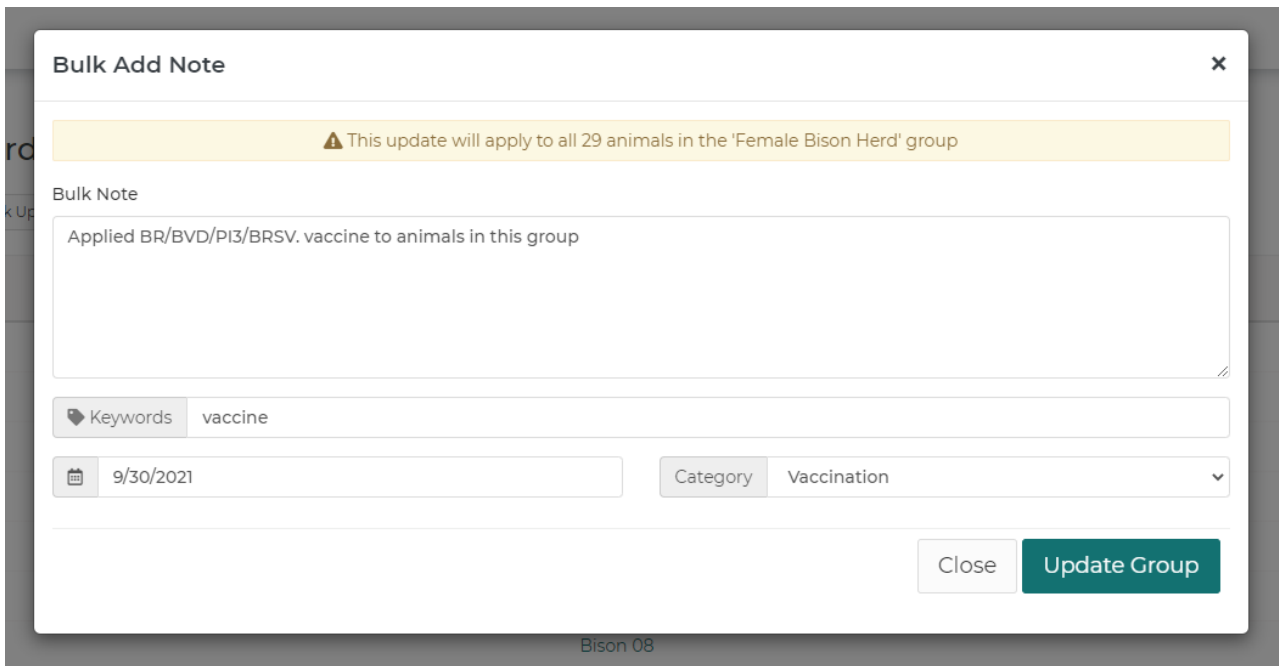 Bulk Add Note
×
rd
This update will apply to all 29 animals in the 'Female Bison Herd' group
Bulk Note
k Up
Applied BR/BVD/PI3/BRSV. vaccine to animals in this group
Keywords vaccine
9/30/2021 Category Vaccination
Close Update Group
Bison 08